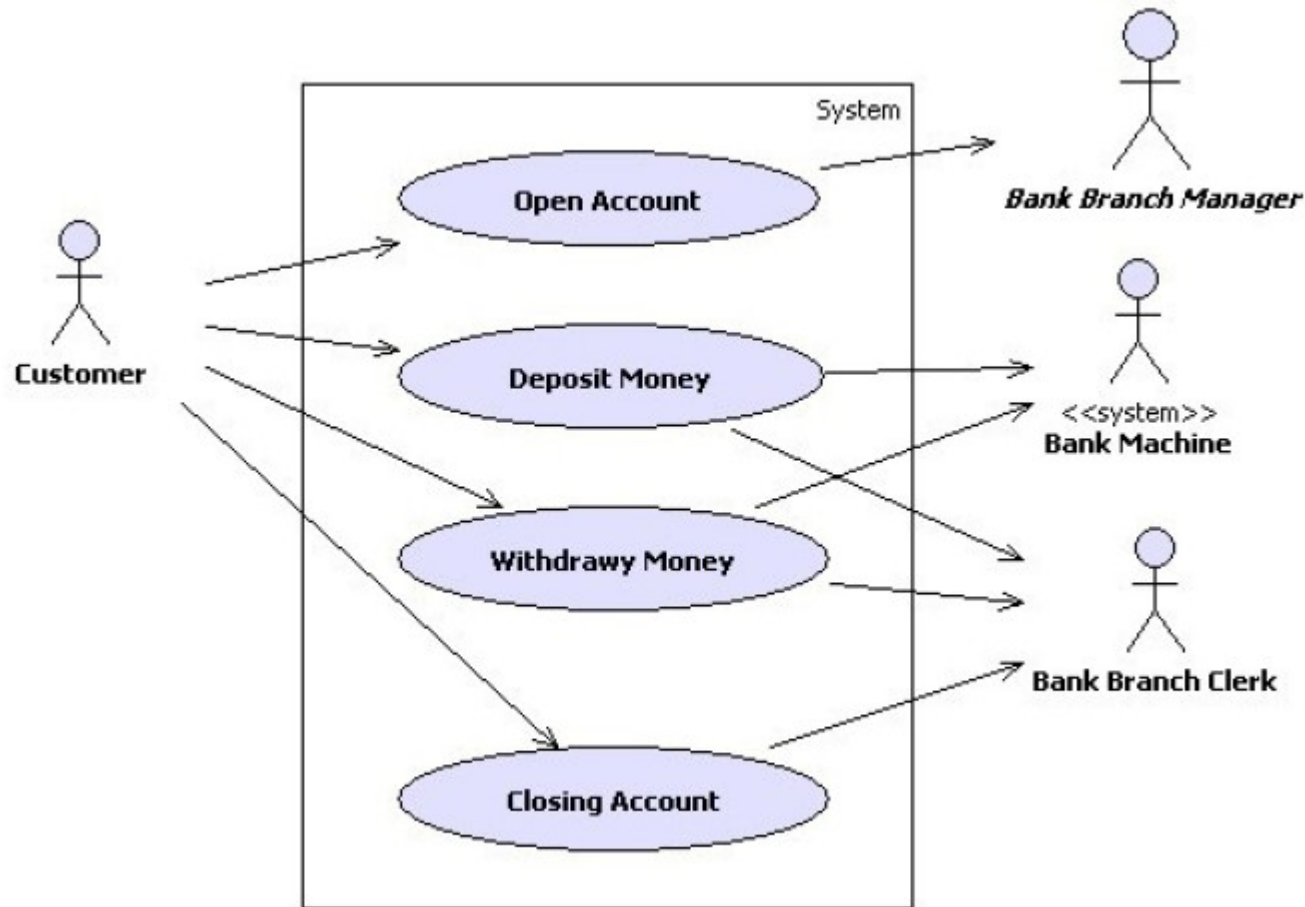 System
Open Account
Bank Branch Manager
Customer
Deposit Money
<<system>>
Bank Machine
Withdrawy Money
Bank Branch Clerk
Closing Account